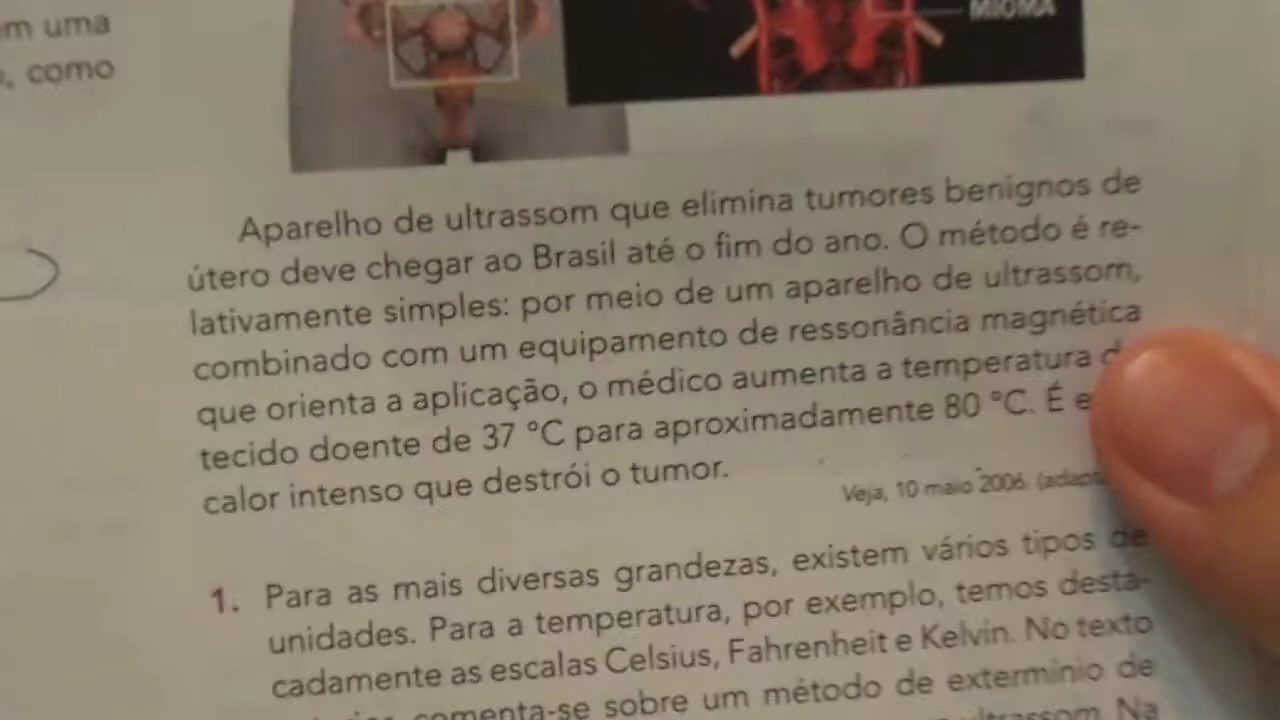 em uma
como
MIOMA
Aparelho de ultrassom que elimina tumores benignos de
útero deve chegar ao Brasil até o fim do ano. O método é re-
lativamente simples: por meio de um aparelho de ultrassom,
combinado com um equipamento de ressonância magnética
que orienta a aplicação, o médico aumenta a temperatura
tecido doente de 37 °C para aproximadamente 80 °C. É
calor intenso que destrói o tumor.
Veja, 10 maio 2006.
1. Para as mais diversas grandezas, existem vários tipos de
unidades. Para a temperatura, por exemplo, temos desta-
cadamente as escalas Celsius, Fahrenheit e Kelvin. No texto
comenta-se sobre um método de extermínio de
ultrassom. Na